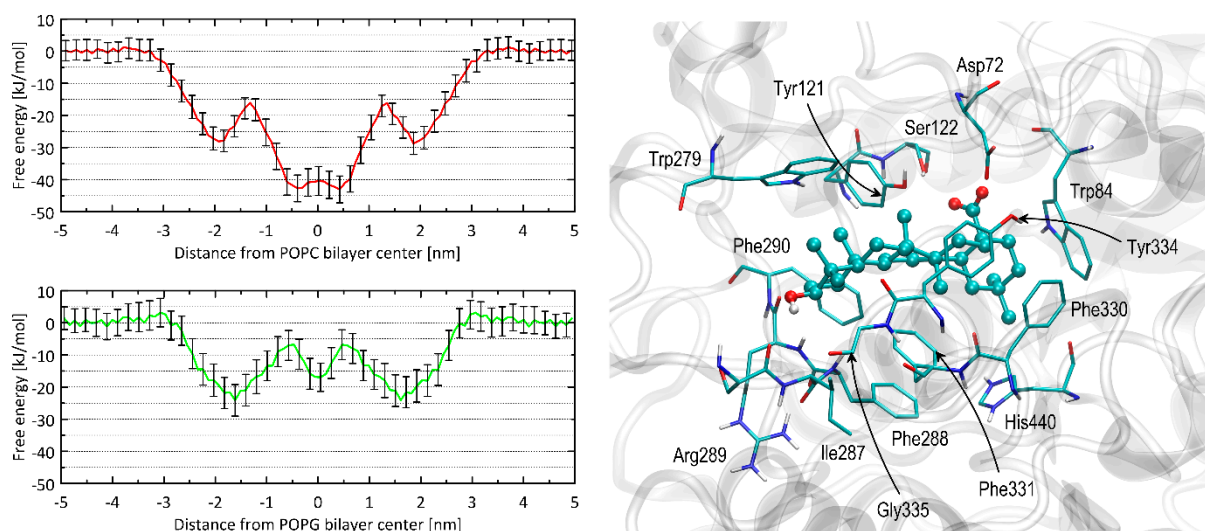 10
0
-10
-20
-30
-40
-50
Free energy [kJ/mol]
-5 -4 -3 -2 -1 0 1 2 3 4 5
Distance from POPC bilayer center [nm]
10
0
-10
-20
-30
-40
-50
Free energy [kJ/mol]
-5 -4 -3 -2 -1 0 1 2 3 4 5
Distance from POPG bilayer center [nm]
Asp72
Tyr121
Ser122
Trp279
Trp84
Tyr334
Phe290
Phe330
His440
Phe288
Arg289
Ile287
Phe331
Gly335